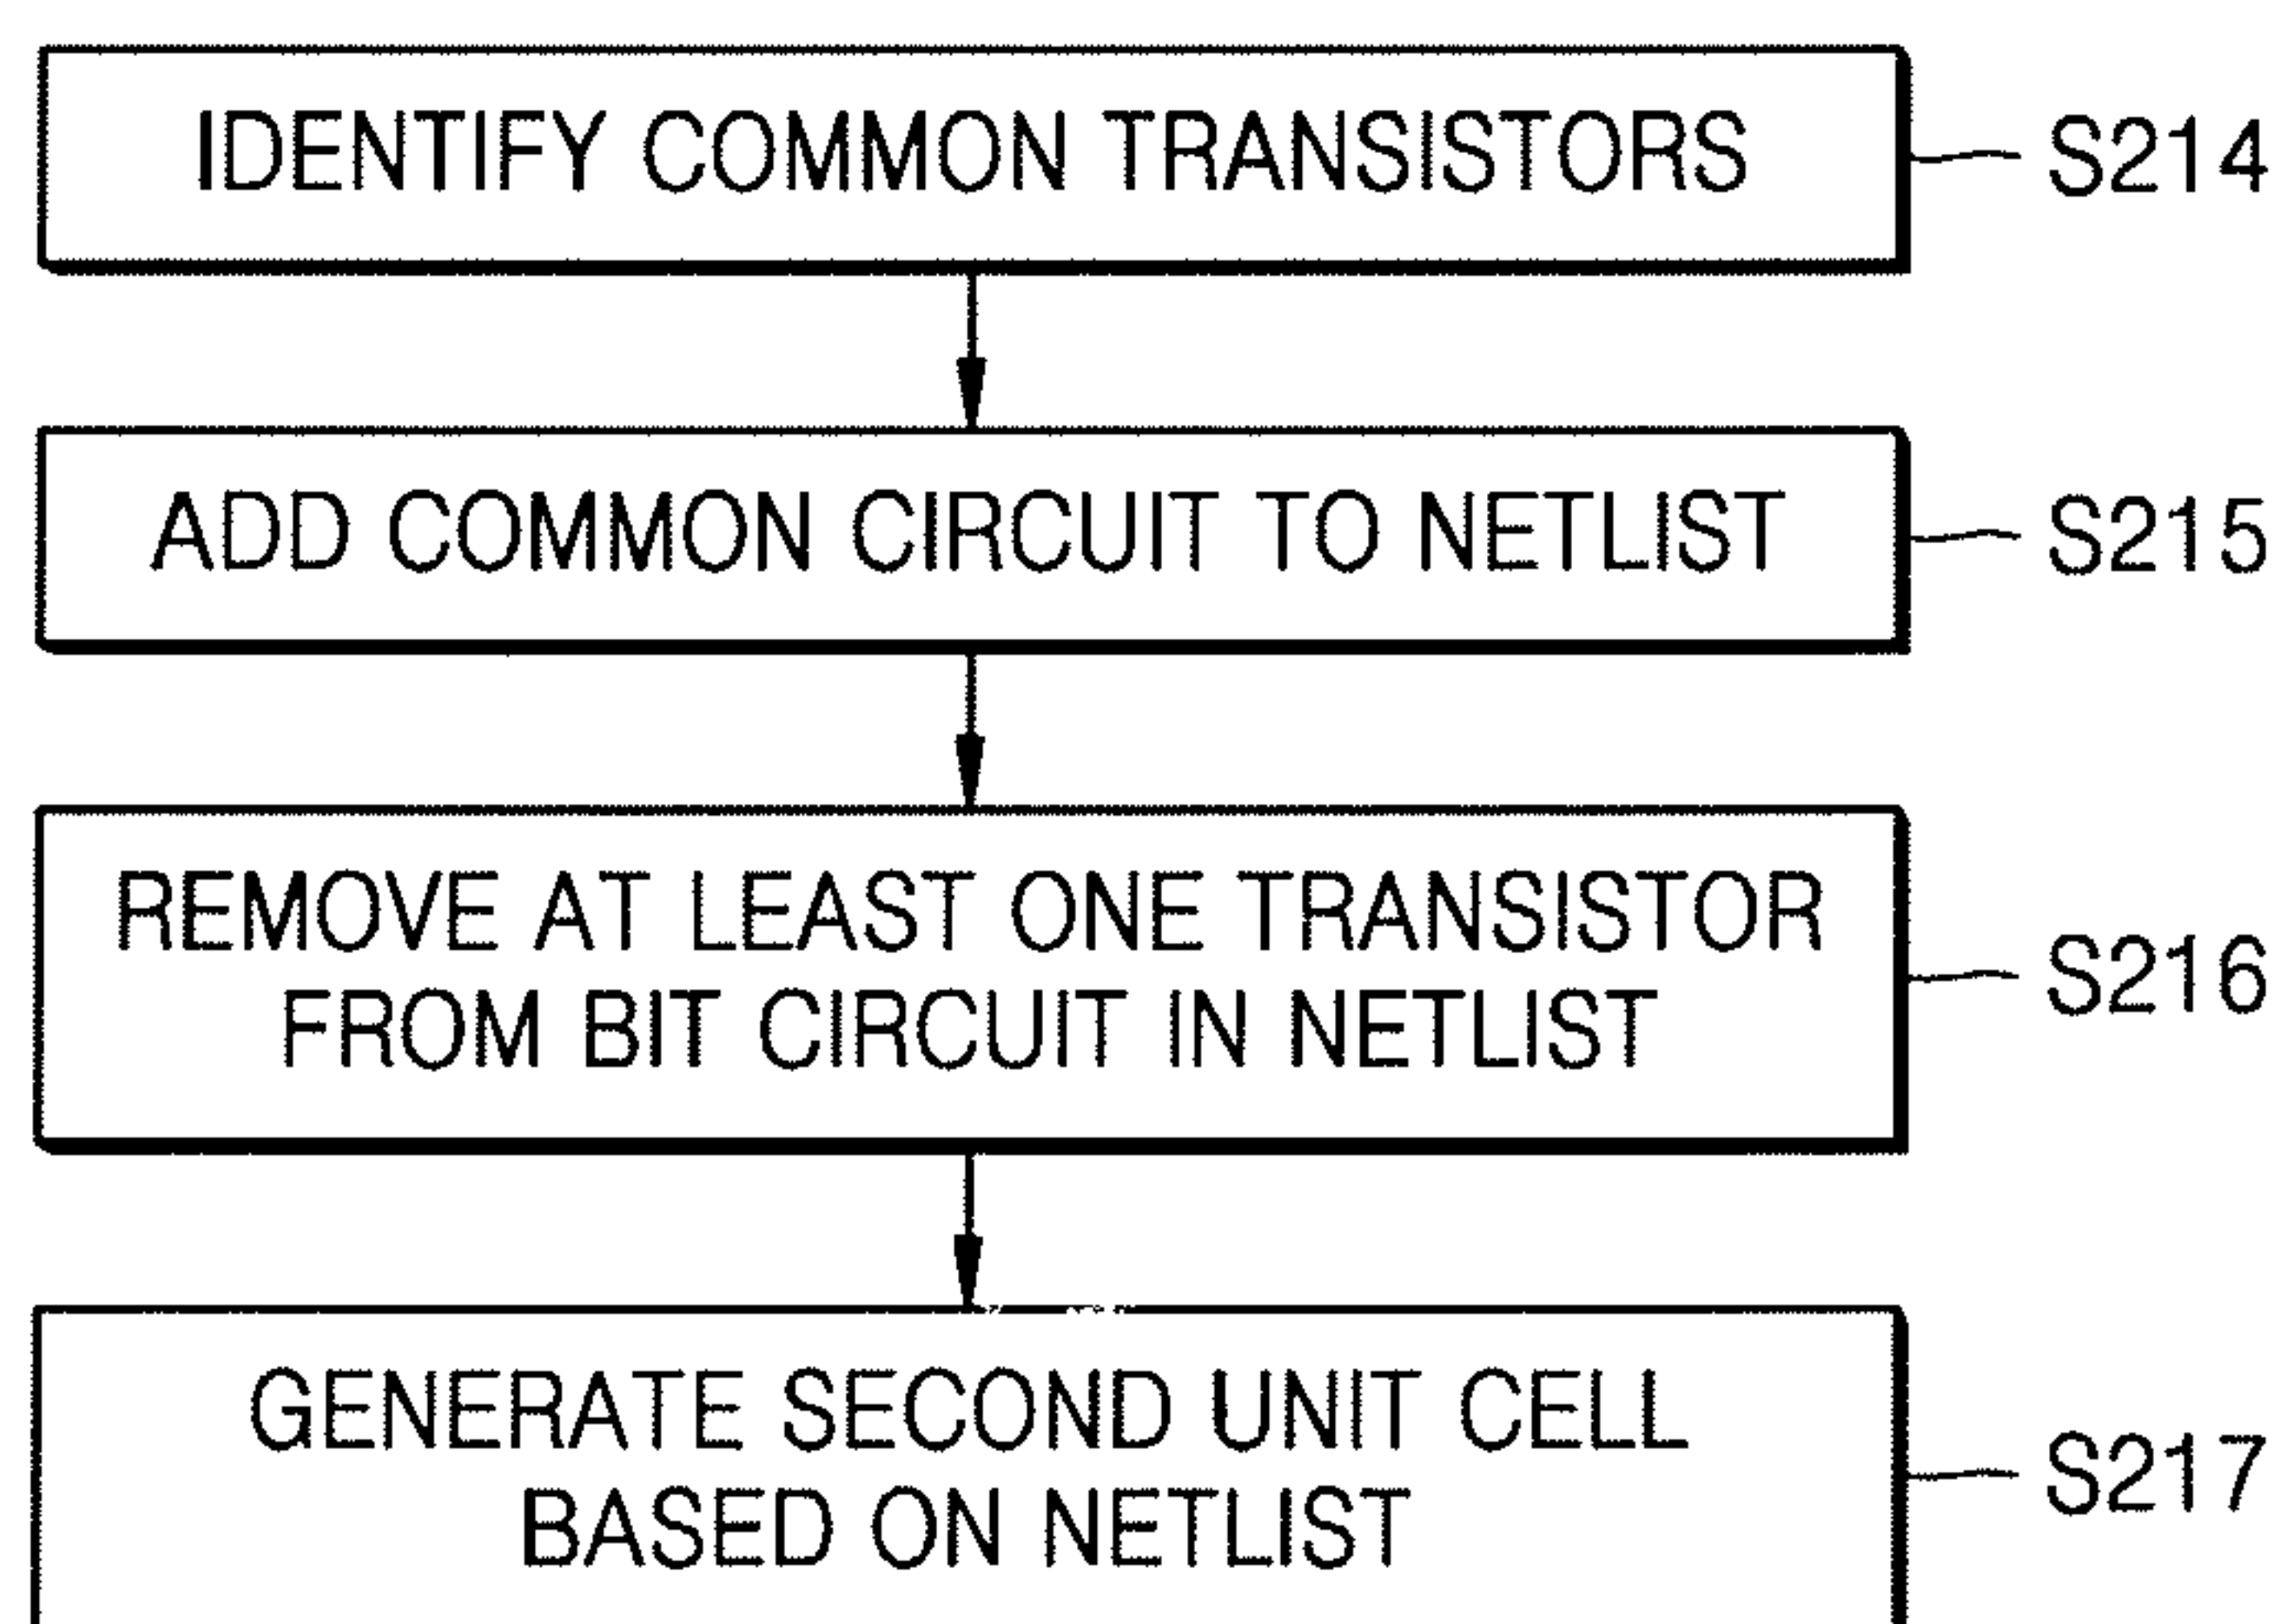 IDENTIFY COMMON TRANSISTORS
S214
ADD COMMON CIRCUIT TO NETLIST
S215
REMOVE AT LEAST ONE TRANSISTOR
FROM BIT CIRCUIT IN NETLIST
S216
GENERATE SECOND UNIT CELL
BASED ON NETLIST
S217